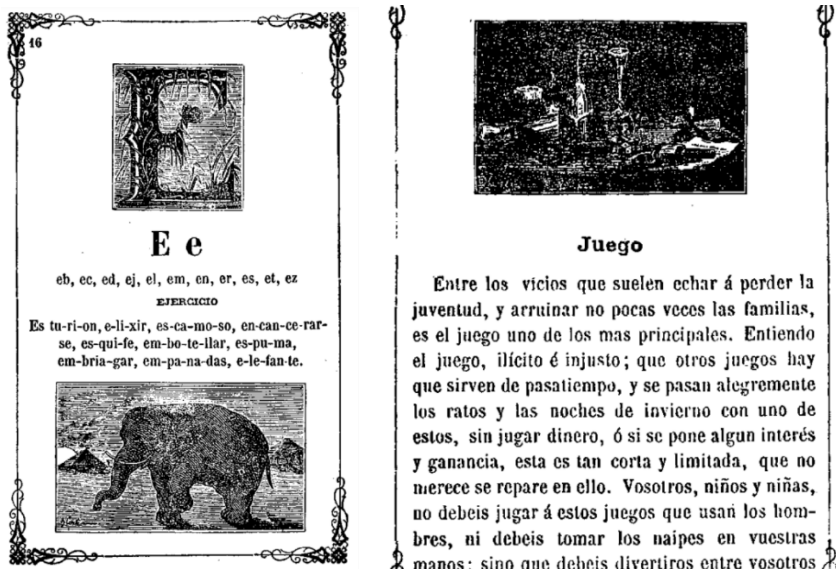 16
E
E e
eb, ec, ed, ej, el, em, en, er, es, et, ez
EJERCICIO
Es tu-ri-on, e-li-xir, es-ca-mo-so, en-can-ce-rar-
se, es-qui-fe, em-bo-te-llar, es-pu-ma,
em-bria-gar, em-pa-na-das, e-le-fan-te.
Juego
Entre los vicios que suelen echar á perder la
juventud, y arruinar no pocas veces las familias,
es el juego uno de los mas principales. Entiendo
el juego, ilícito é injusto; que otros juegos hay
que sirven de pasatiempo, y se pasan alegremente
los ratos y las noches de invierno con uno de
estos, sin jugar dinero, ó si se pone algun interés
y ganancia, esta es tan corta y limitada, que no
merece se repare en ello. Vosotros, niños y niñas,
no debeis jugar á estos juegos que usan los hom-
bres, ni debeis tomar los naipes en vuestras
manos; sino que debeis divertiros entre vosotros